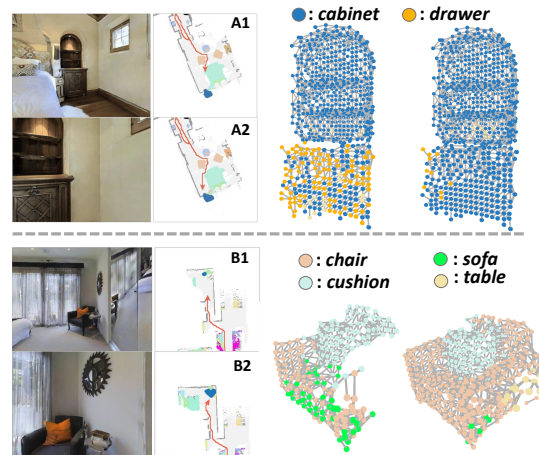 A1
: cabinet
: drawer
A2
B1
: chair
: sofa
: cushion
: table
B2